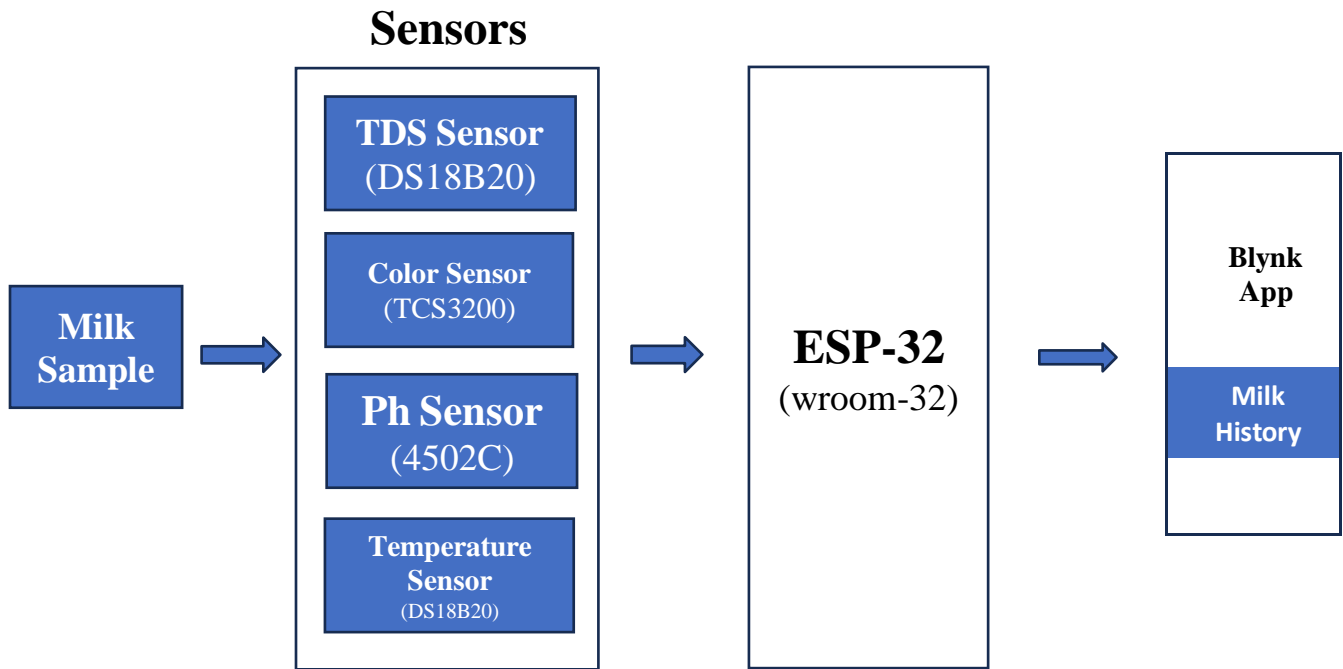 Sensors
TDS Sensor
(DS18B20)
Color Sensor
(TCS3200)
Ph Sensor
(4502C)
Temperature
Sensor
(DS18B20)
Milk
Sample
ESP-32
(wroom-32)
Blynk
App
Milk
History